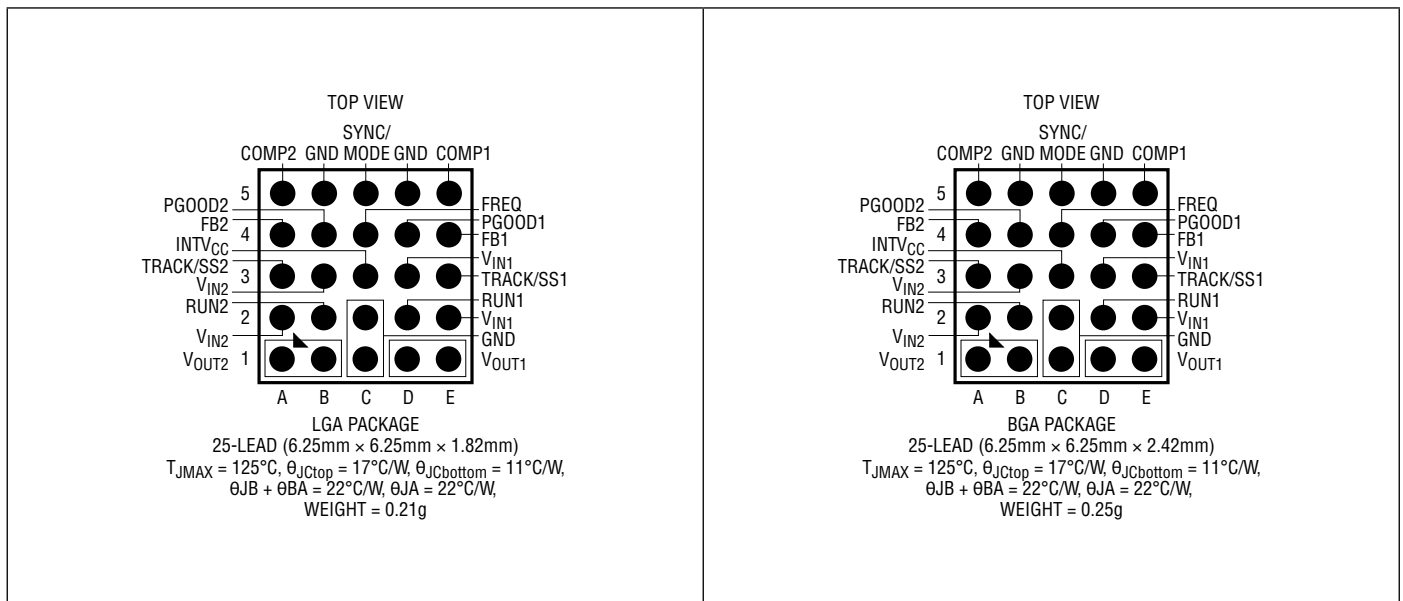 TOP VIEW
SYNC/
COMP2 GND MODE GND COMP1
5
PGOOD2
FREQ
FB2
PGOOD1
4
FB1
INTVCC
VIN1
TRACK/SS2
3
TRACK/SS1
VIN2
RUN2
RUN1
2
VIN1
VIN2
GND
VOUT2 1
VOUT1
A B C D E
LGA PACKAGE
25-LEAD (6.25mm × 6.25mm × 1.82mm)
TJMAX = 125°C, θJCtop = 17°C/W, θJCbottom = 11°C/W,
θJB + θBA = 22°C/W, θJA = 22°C/W,
WEIGHT = 0.21g
TOP VIEW
SYNC/
COMP2 GND MODE GND COMP1
5
PGOOD2
FREQ
FB2
PGOOD1
4
FB1
INTVCC
VIN1
TRACK/SS2
3
TRACK/SS1
VIN2
RUN2
RUN1
2
VIN1
VIN2
GND
VOUT2 1
VOUT1
A B C D E
BGA PACKAGE
25-LEAD (6.25mm × 6.25mm × 2.42mm)
TJMAX = 125°C, θJCtop = 17°C/W, θJCbottom = 11°C/W,
θJB + θBA = 22°C/W, θJA = 22°C/W,
WEIGHT = 0.25g